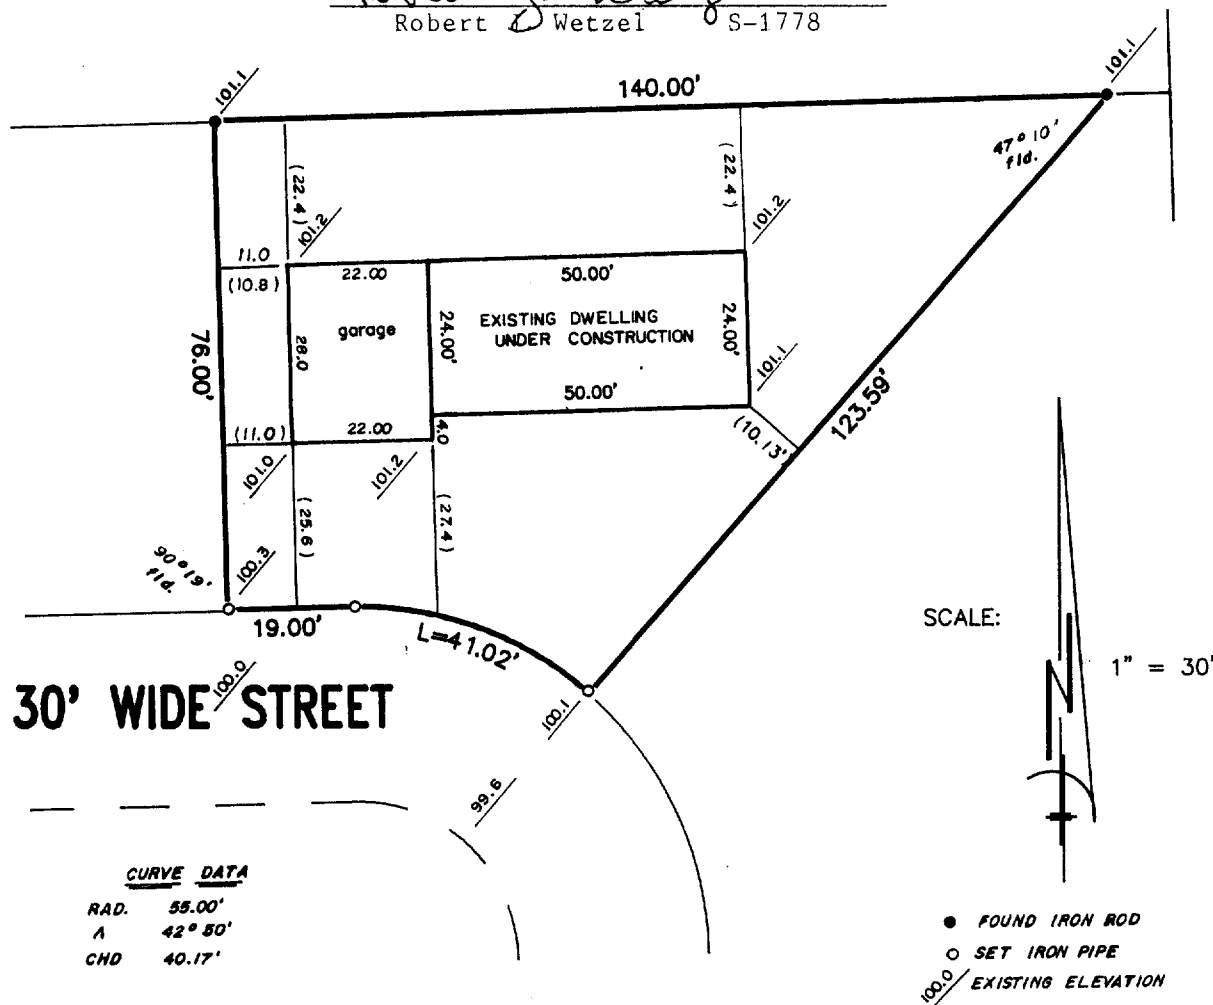 Robert D Wetzel S-1778
101.1
101.1
140.00'
47° 10'
fld.
(22.4)
(22.4)
101.2
101.2
11.0
(10.8)
22.00
50.00'
garage
EXISTING DWELLING
UNDER CONSTRUCTION
76.00'
28.0
24.00'
24.00'
101.1
50.00'
123.59'
(11.0)
22.00
4.0
(10.13')
101.0
101.2
(25.6)
(27.4)
90° 19'
fld.
100.3
19.00'
L=41.02'
SCALE:
1" = 30'
N
100.0
30' WIDE STREET
100.1
99.6
CURVE DATA
RAD. 55.00'
Δ 42° 50'
CHD 40.17'
FOUND IRON ROD
SET IRON PIPE
100.0 EXISTING ELEVATION